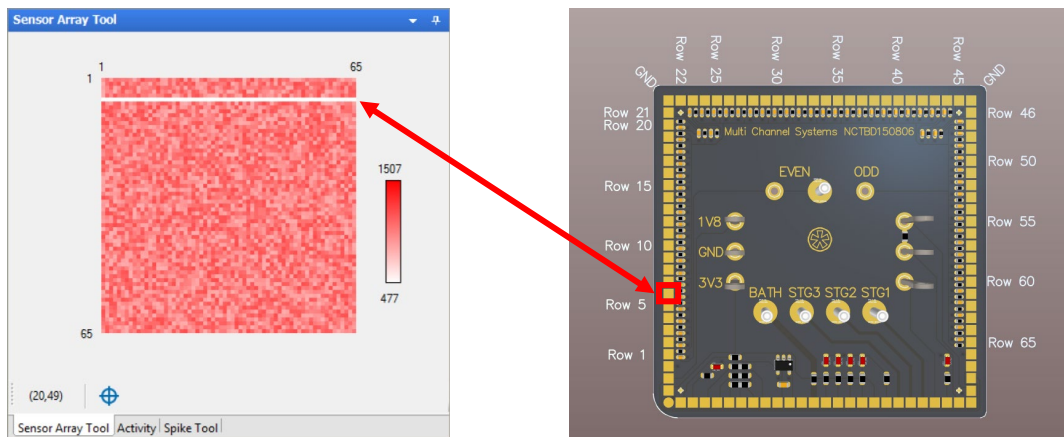 Sensor Array Tool
1
65
1
1507
477
65
(20,49)
Sensor Array Tool
Activity
Spike Tool
Row 22
Row 25
Row 30
Row 35
Row 40
Row 45
GND
GND
Row 21
Row 20
Row 15
Row 10
Row 5
Row 1
Multi Channel Systems NCTBD150806
EVEN
ODD
1V8
GND
3V3
BATH STG3 STG2 STG1
Row 46
Row 50
Row 55
Row 60
Row 65